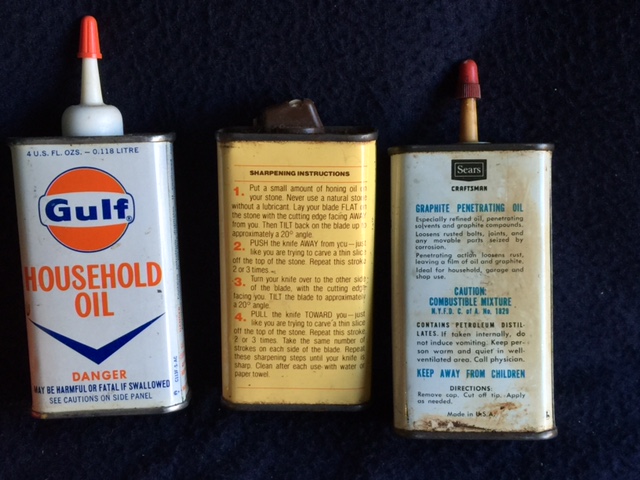 4 U.S. FL. OZS. – 0.118 LITRE
Gulf
HOUSEHOLD
OIL
DANGER
MAY BE HARMFUL OR FATAL IF SWALLOWED
SEE CAUTIONS ON SIDE PANEL
SHARPENING INSTRUCTIONS
1. Put a small amount of honing oil on
your stone. Never use a natural stone
without a lubricant. Lay your blade FLAT on
the stone with the cutting edge facing AWAY
from you. Then TILT back on the blade up to
approximately a 20° angle.
2. PUSH the knife AWAY from you—just
like you are trying to carve a thin slice
off the top of the stone. Repeat this stroke
2 or 3 times.
3. Turn your knife over to the other side
of the blade, with the cutting edge
facing you. TILT the blade to approximately
a 20° angle.
4. PULL the knife TOWARD you—just
like you are trying to carve a thin slice
off the top of the stone. Repeat this stroke
2 or 3 times. Take the same number of
strokes on each side of the blade. Repeat
these sharpening steps until your knife is
sharp. Clean after each use with water or
paper towel.
Sears
CRAFTSMAN
GRAPHITE PENETRATING OIL
Especially refined oil, penetrating
solvents and graphite compounds.
Loosens rusted bolts, joints, and
any movable parts seized by
corrosion.
Penetrating action loosens rust,
leaving a film of oil and graphite.
Ideal for household, garage and
shop use.
CAUTION:
COMBUSTIBLE MIXTURE
N.Y.F.D. C. of A. No. 1829
CONTAINS PETROLEUM DISTIL-
LATES. If taken internally, do
not induce vomiting. Keep per-
son warm and quiet in well-
ventilated area. Call physician.
KEEP AWAY FROM CHILDREN
DIRECTIONS:
Remove cap. Cut off tip. Apply
as needed.
Made in U.S.A.